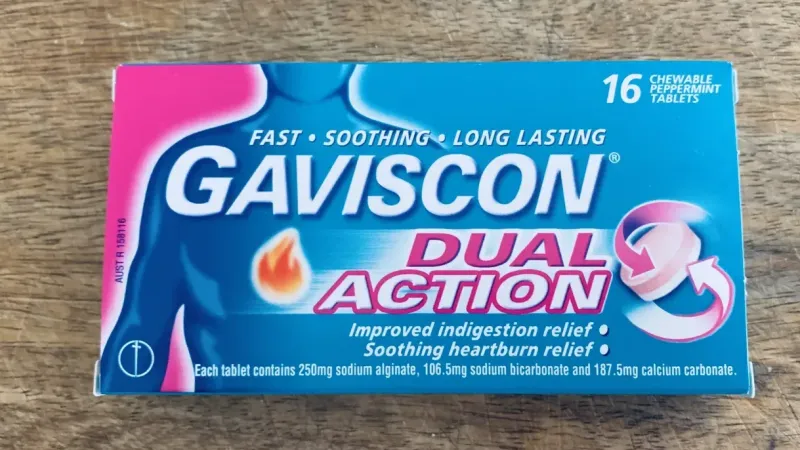 16 CHEWABLE
PEPPERMINT
TABLETS
FAST • SOOTHING • LONG LASTING
GAVISCON®
DUAL
ACTION
Improved indigestion relief •
Soothing heartburn relief •
Each tablet contains 250mg sodium alginate, 106.5mg sodium bicarbonate and 187.5mg calcium carbonate.
AUST R 158116